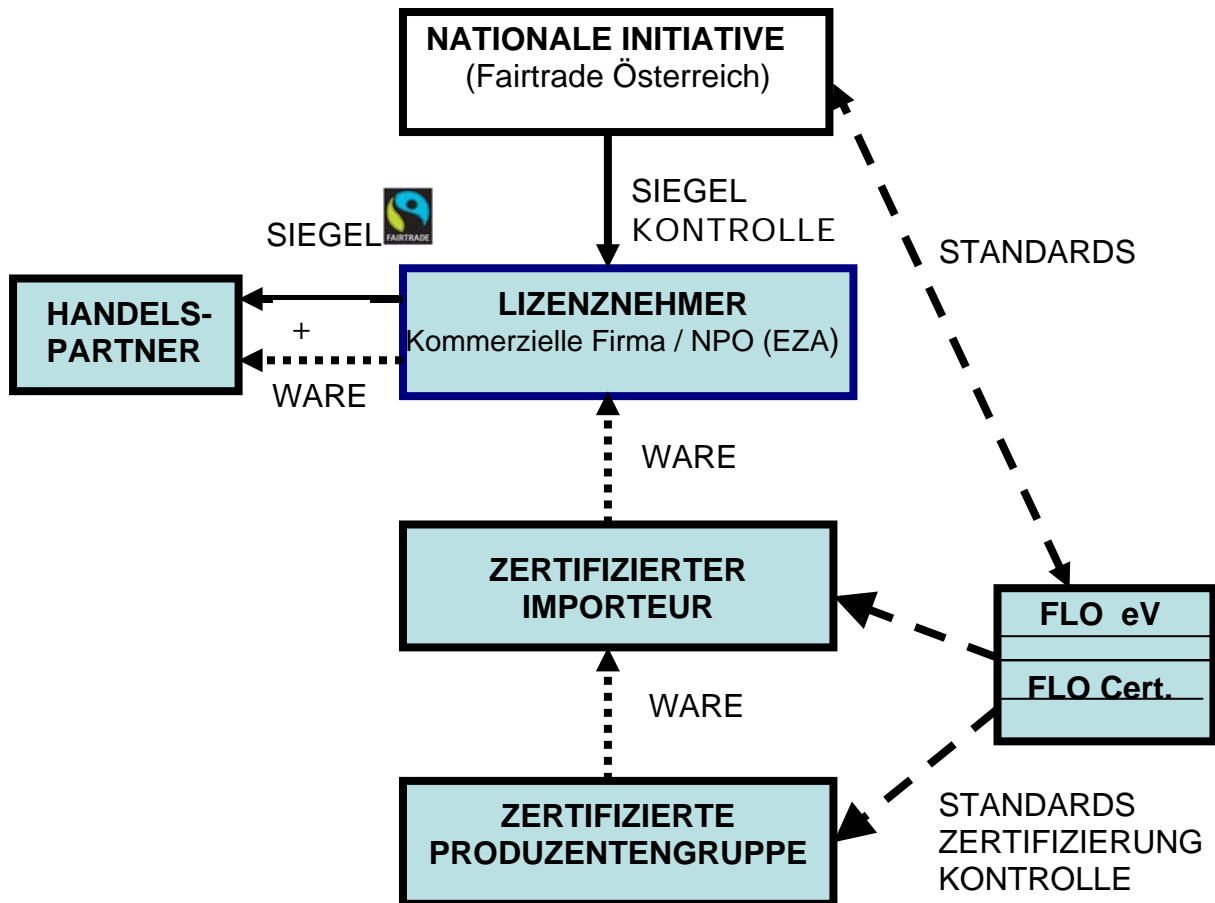 NATIONALE INITIATIVE
(Fairtrade Österreich)
SIEGEL
KONTROLLE
SIEGEL
FAIRTRADE
STANDARDS
HANDELS-
PARTNER
+
WARE
LIZENZNEHMER
Kommerzielle Firma / NPO (EZA)
WARE
ZERTIFIZIERTER
IMPORTEUR
FLO eV
FLO Cert.
WARE
ZERTIFIZIERTE
PRODUZENTENGRUPPE
STANDARDS
ZERTIFIZIERUNG
KONTROLLE